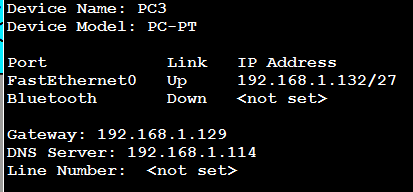 Device Name: PC3
Device Model: PC-PT
Port Link IP Address
FastEthernet0 Up 192.168.1.132/27
Bluetooth Down <not set>
Gateway: 192.168.1.129
DNS Server: 192.168.1.114
Line Number: <not set>